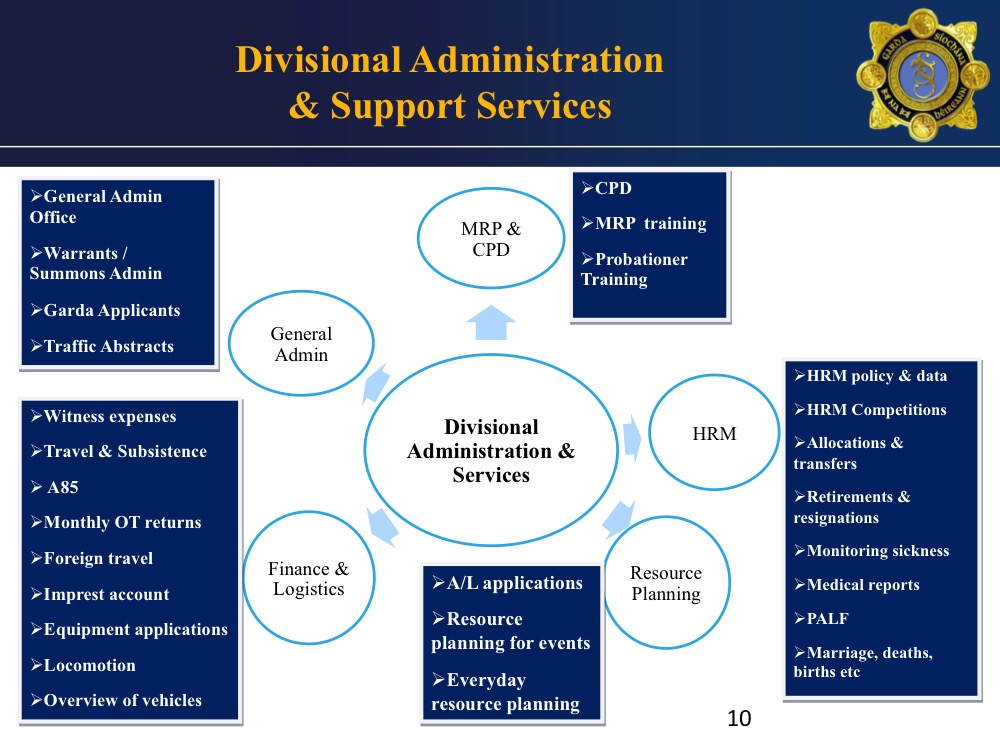 Divisional Administration
& Support Services
GARDA SÍOCHÁNA
NA HÉIREANN
➢General Admin
Office
➢Warrants /
Summons Admin
➢Garda Applicants
➢Traffic Abstracts
MRP &
CPD
➢CPD
➢MRP training
➢Probationer
Training
General
Admin
Divisional
Administration &
Services
HRM
➢HRM policy & data
➢HRM Competitions
➢Allocations &
transfers
➢Retirements &
resignations
➢Monitoring sickness
➢Medical reports
➢PALF
➢Marriage, deaths,
births etc
➢Witness expenses
➢Travel & Subsistence
➢ A85
➢Monthly OT returns
➢Foreign travel
➢Imprest account
➢Equipment applications
➢Locomotion
➢Overview of vehicles
Finance &
Logistics
➢A/L applications
➢Resource
planning for events
➢Everyday
resource planning
Resource
Planning
10